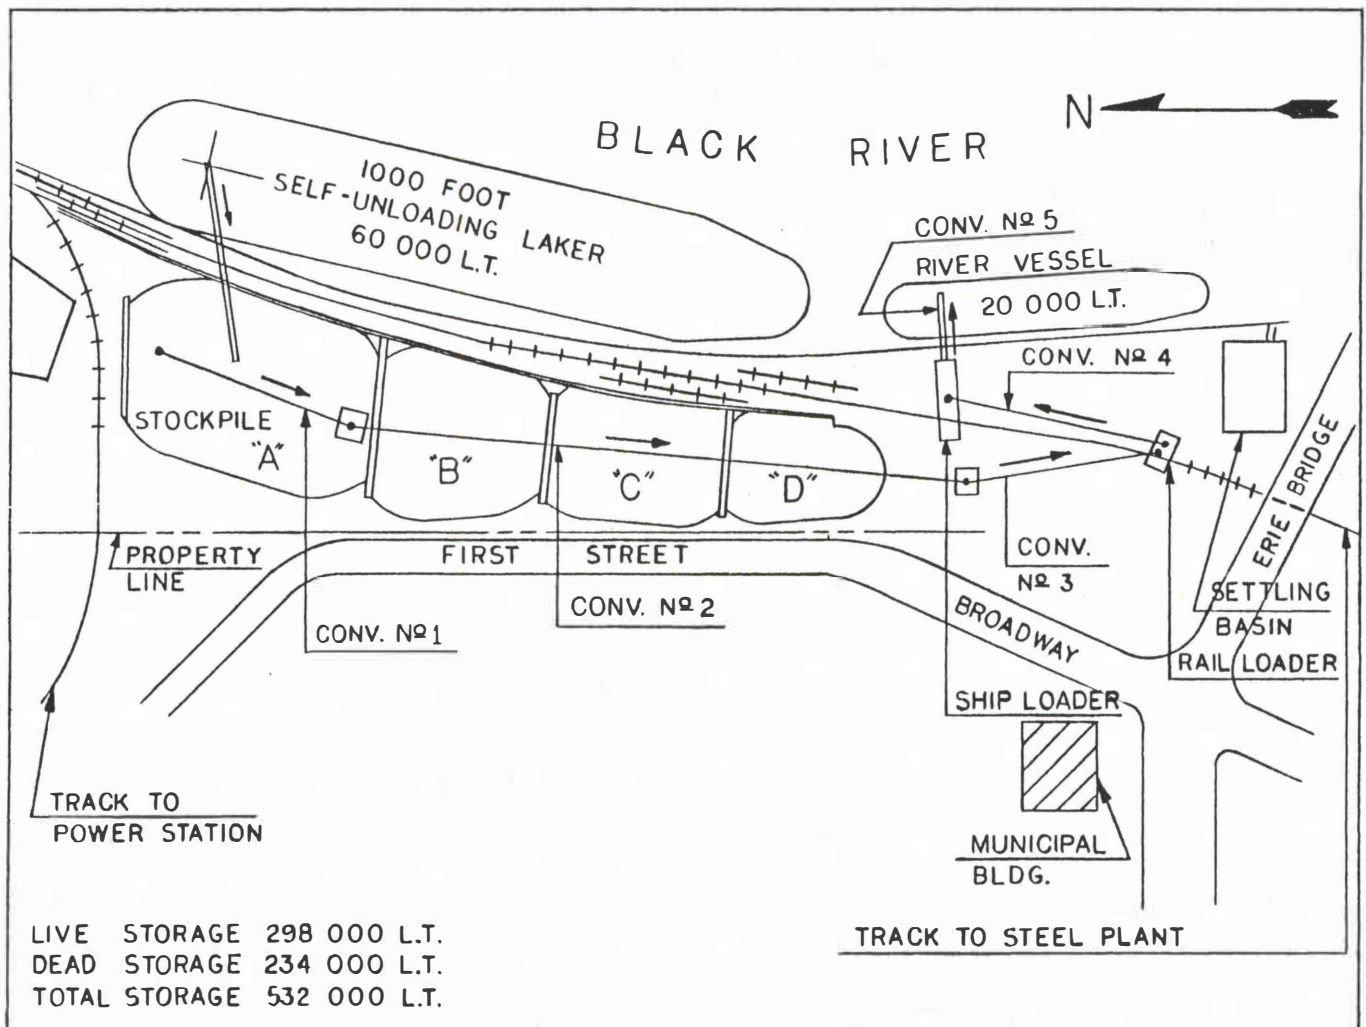 N
BLACK RIVER
1000 FOOT
SELF-UNLOADING LAKER
60 000 L.T.
CONV. Nº 5
RIVER VESSEL
20 000 L.T.
CONV. Nº 4
STOCKPILE
"A"
"B"
"C"
"D"
ERIE BRIDGE
PROPERTY
LINE
FIRST STREET
CONV.
Nº 3
CONV. Nº 2
CONV. Nº 1
BROADWAY
SETTLING
BASIN
RAIL LOADER
SHIP LOADER
TRACK TO
POWER STATION
MUNICIPAL
BLDG.
TRACK TO STEEL PLANT
LIVE STORAGE 298 000 L.T.
DEAD STORAGE 234 000 L.T.
TOTAL STORAGE 532 000 L.T.